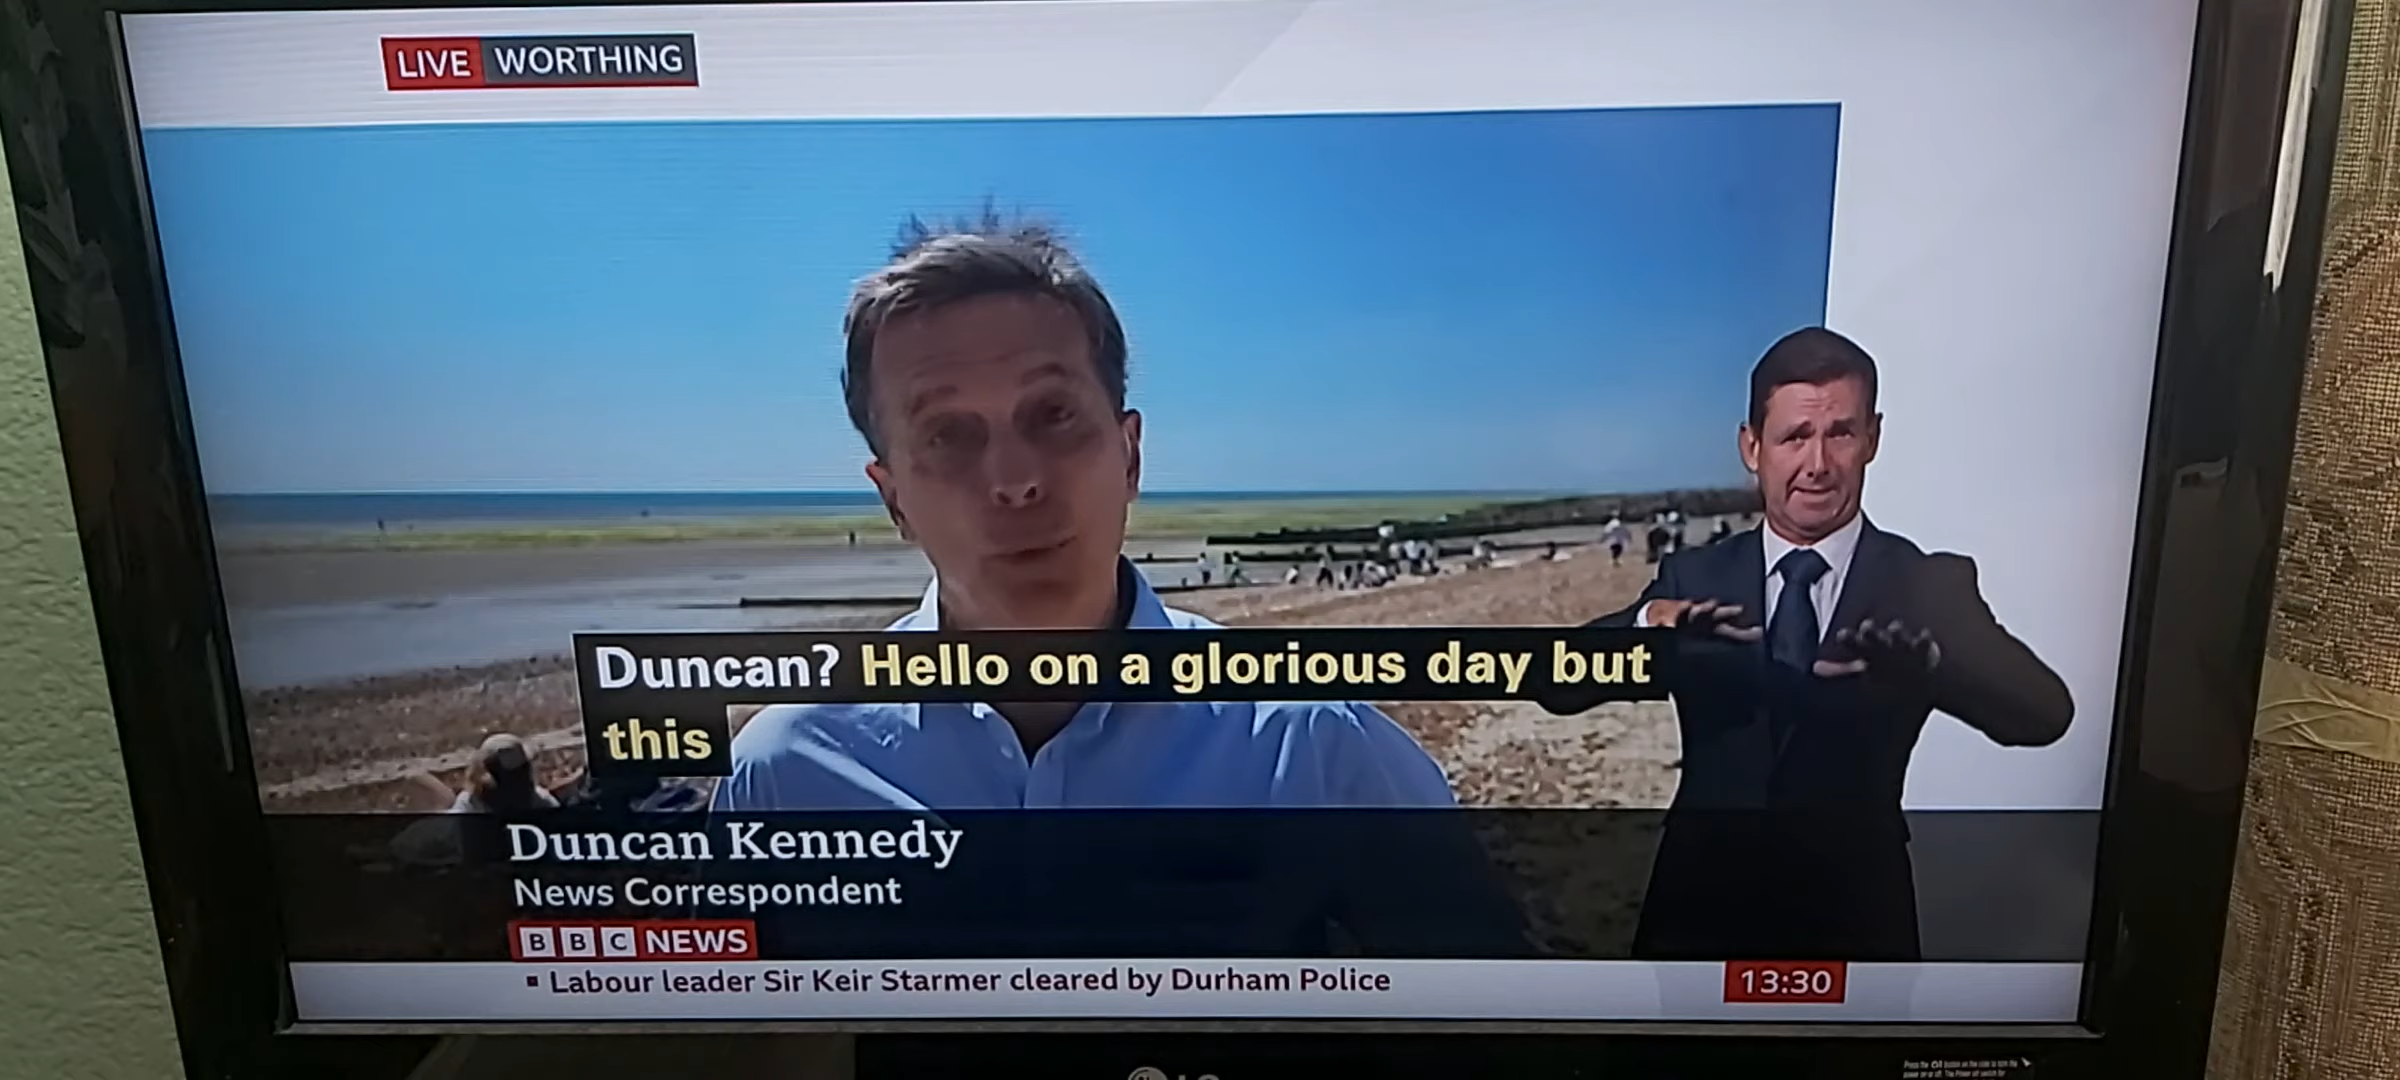 LIVE WORTHING
Duncan? Hello on a glorious day but
this
Duncan Kennedy
News Correspondent
BBC NEWS
▪ Labour leader Sir Keir Starmer cleared by Durham Police
13:30